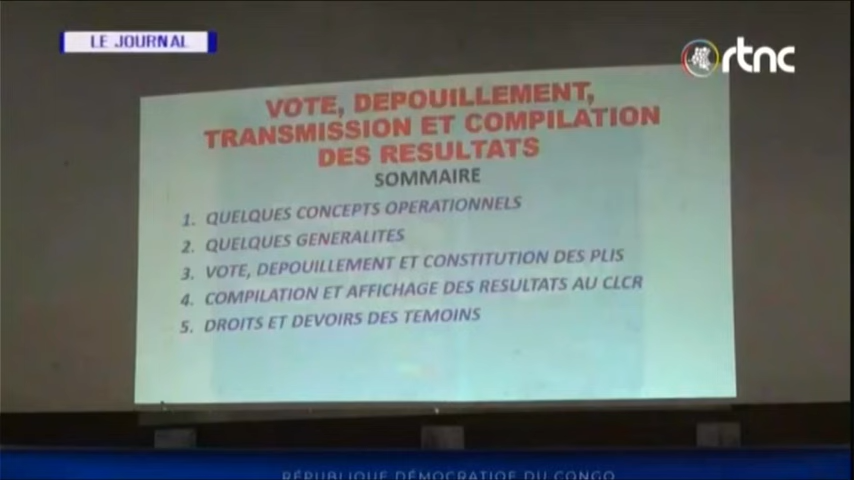 LE JOURNAL
rtnc
VOTE, DEPOUILLEMENT,
TRANSMISSION ET COMPILATION
DES RESULTATS
SOMMAIRE
1. QUELQUES CONCEPTS OPERATIONNELS
2. QUELQUES GENERALITES
3. VOTE, DEPOUILLEMENT ET CONSTITUTION DES PLIS
4. COMPILATION ET AFFICHAGE DES RESULTATS AU CLCR
5. DROITS ET DEVOIRS DES TEMOINS
RÉPUBLIQUE DÉMOCRATIQE DU CONGO